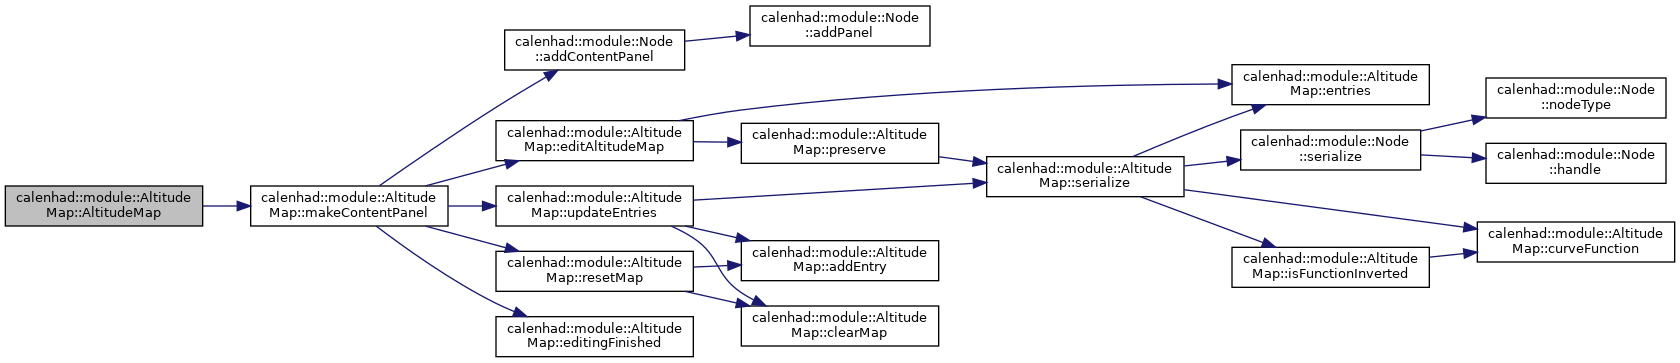 calenhad::module::Altitude
Map::AltitudeMap
calenhad::module::Altitude
Map::makeContentPanel
calenhad::module::Node
::addContentPanel
calenhad::module::Node
::addPanel
calenhad::module::Altitude
Map::editAltitudeMap
calenhad::module::Altitude
Map::preserve
calenhad::module::Altitude
Map::updateEntries
calenhad::module::Altitude
Map::resetMap
calenhad::module::Altitude
Map::editingFinished
calenhad::module::Altitude
Map::addEntry
calenhad::module::Altitude
Map::clearMap
calenhad::module::Altitude
Map::serialize
calenhad::module::Altitude
Map::entries
calenhad::module::Node
::serialize
calenhad::module::Altitude
Map::isFunctionInverted
calenhad::module::Node
::nodeType
calenhad::module::Node
::handle
calenhad::module::Altitude
Map::curveFunction